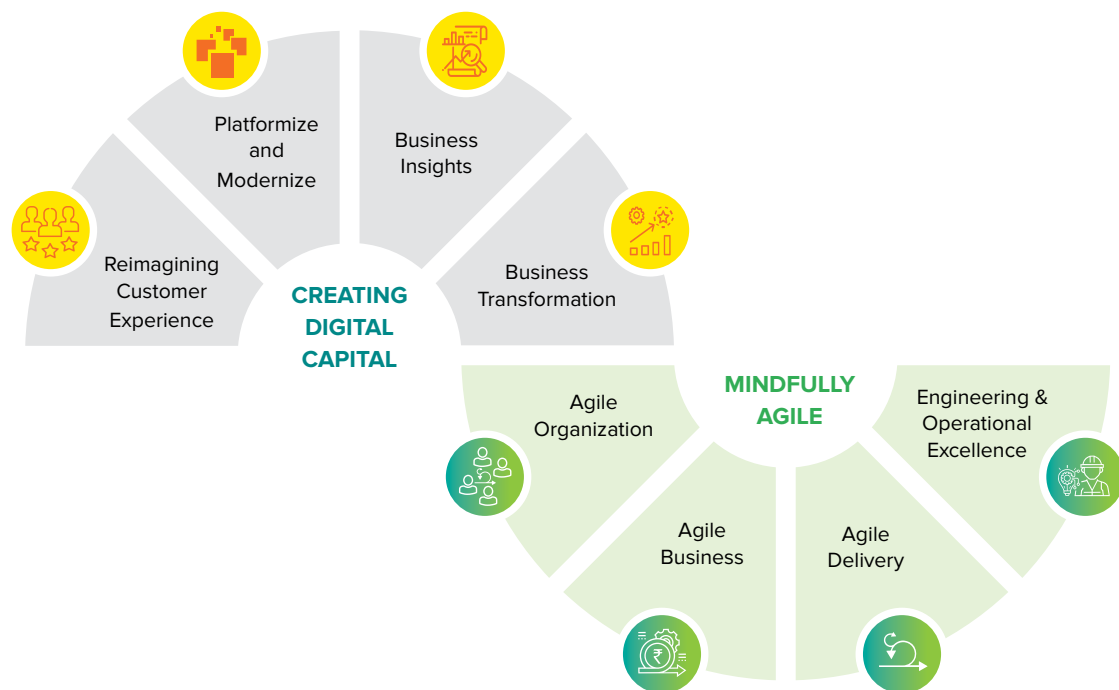 Platformize
and
Modernize
Business
Insights
Reimagining
Customer
Experience
Business
Transformation
CREATING
DIGITAL
CAPITAL
MINDFULLY
AGILE
Agile
Organization
Agile
Business
Agile
Delivery
Engineering &
Operational
Excellence
₹